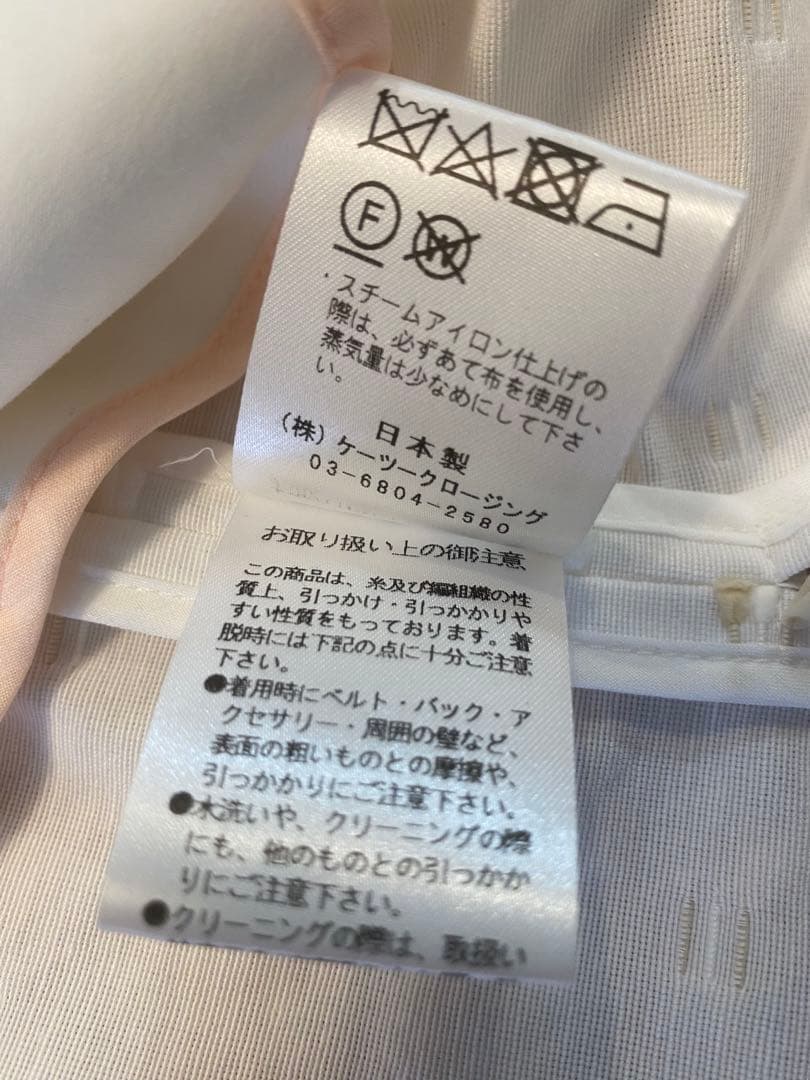 F
W
・スチームアイロン仕上げの
際は、必ずあて布を使用し、
蒸気量は少なめにして下さ
い。
日本製
(株)ケーツークロージング
03-6804-2580
お取り扱い上の御注意
この商品は、糸及び編組織の性
質上、引っかけ・引っかかりや
すい性質をもっております。着
脱時には下記の点に十分ご注意
下さい。
●着用時にベルト・バック・ア
クセサリー・周囲の壁など、
表面の粗いものとの摩擦や、
引っかかりにご注意下さい。
●水洗いや、クリーニングの際
にも、他のものとの引っかか
りにご注意下さい。
●クリーニングの際は、取扱い